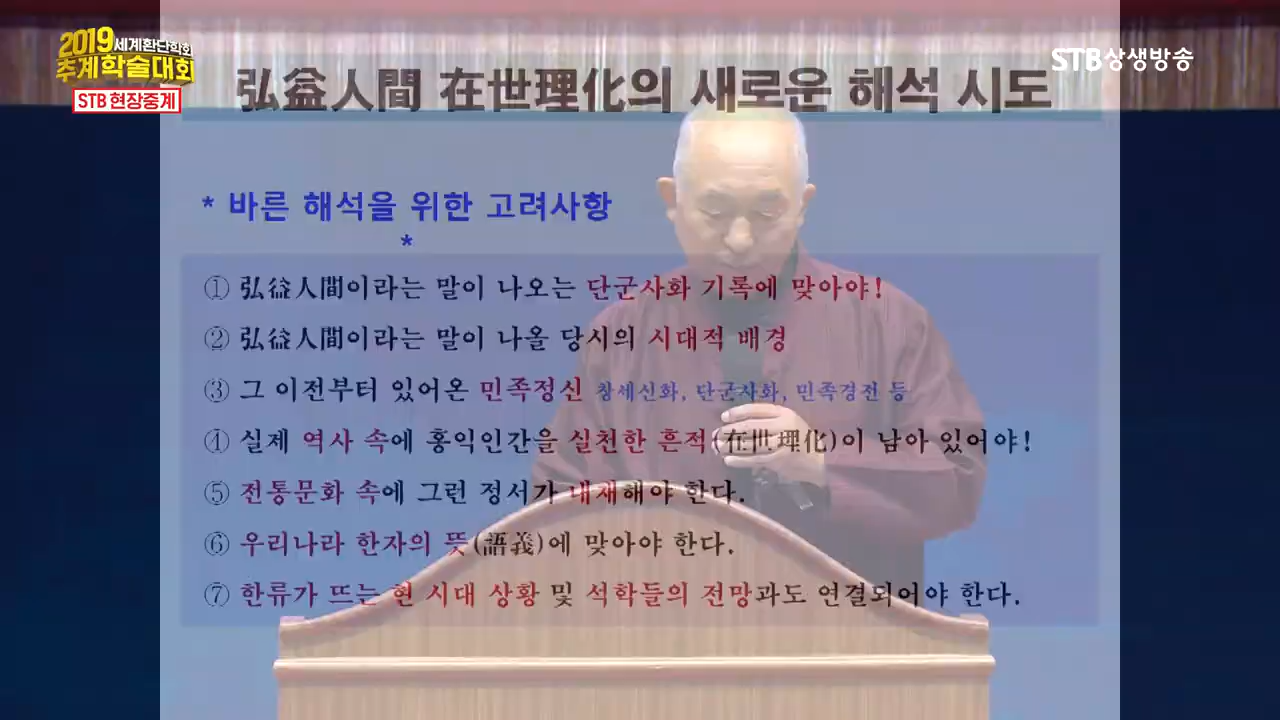 2019 세계환단학회
추계학술대회
STB 현장중계
STB상생방송
弘益人間 在世理化의 새로운 해석 시도
* 바른 해석을 위한 고려사항
*
① 弘益人間이라는 말이 나오는 단군사화 기록에 맞아야!
② 弘益人間이라는 말이 나올 당시의 시대적 배경
③ 그 이전부터 있어온 민족정신 창세신화, 단군사화, 민족경전 등
④ 실제 역사 속에 홍익인간을 실천한 흔적(在世理化)이 남아 있어야!
⑤ 전통문화 속에 그런 정서가 내재해야 한다.
⑥ 우리나라 한자의 뜻(語義)에 맞아야 한다.
⑦ 한류가 뜨는 현 시대 상황 및 석학들의 전망과도 연결되어야 한다.